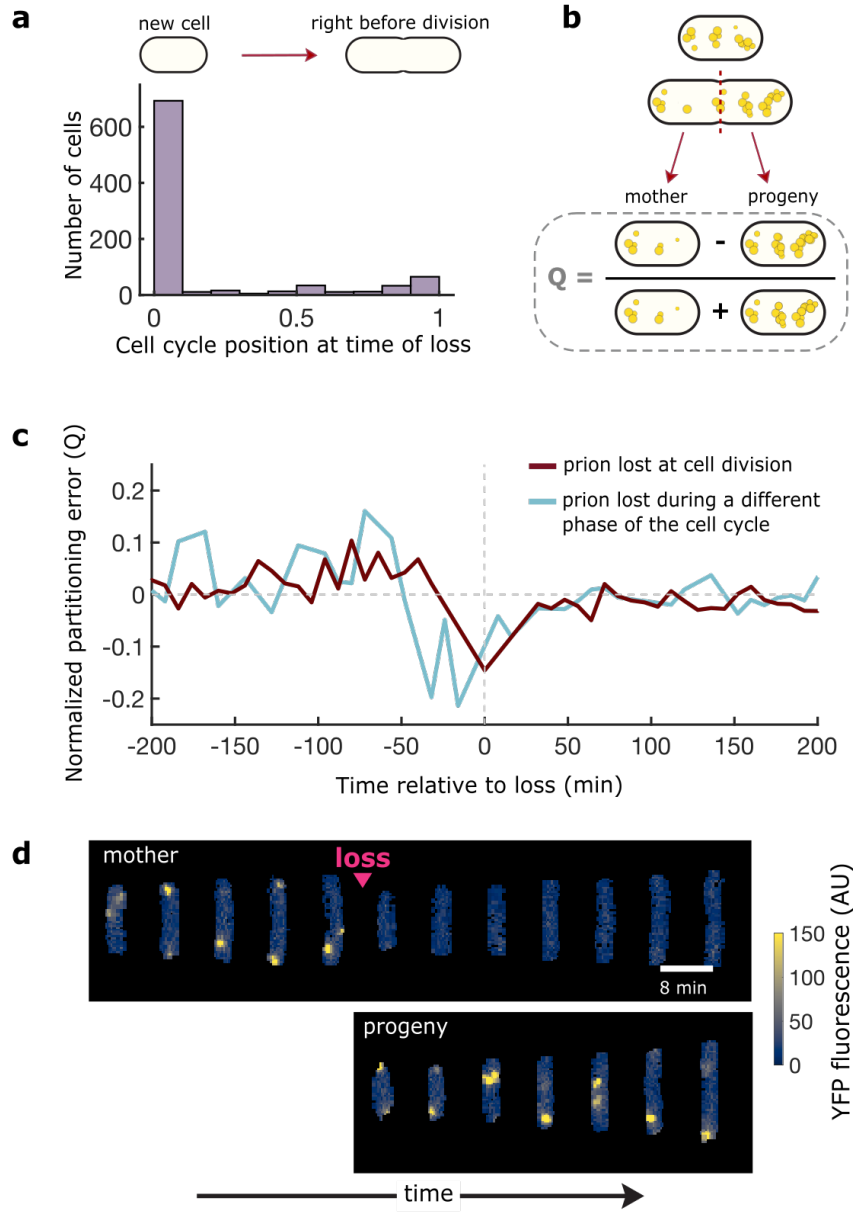 a
new cell
right before division
Number of cells
600
400
200
0
0
0.5
1
Cell cycle position at time of loss
b
mother
progeny
-
Q =
+
c
Normalized partitioning error (Q)
prion lost at cell division
prion lost during a different
phase of the cell cycle
0.2
0.1
0
-0.1
-0.2
-200
-150
-100
-50
0
50
100
150
200
Time relative to loss (min)
d
mother
loss
8 min
progeny
time
150
100
50
0
YFP fluorescence (AU)